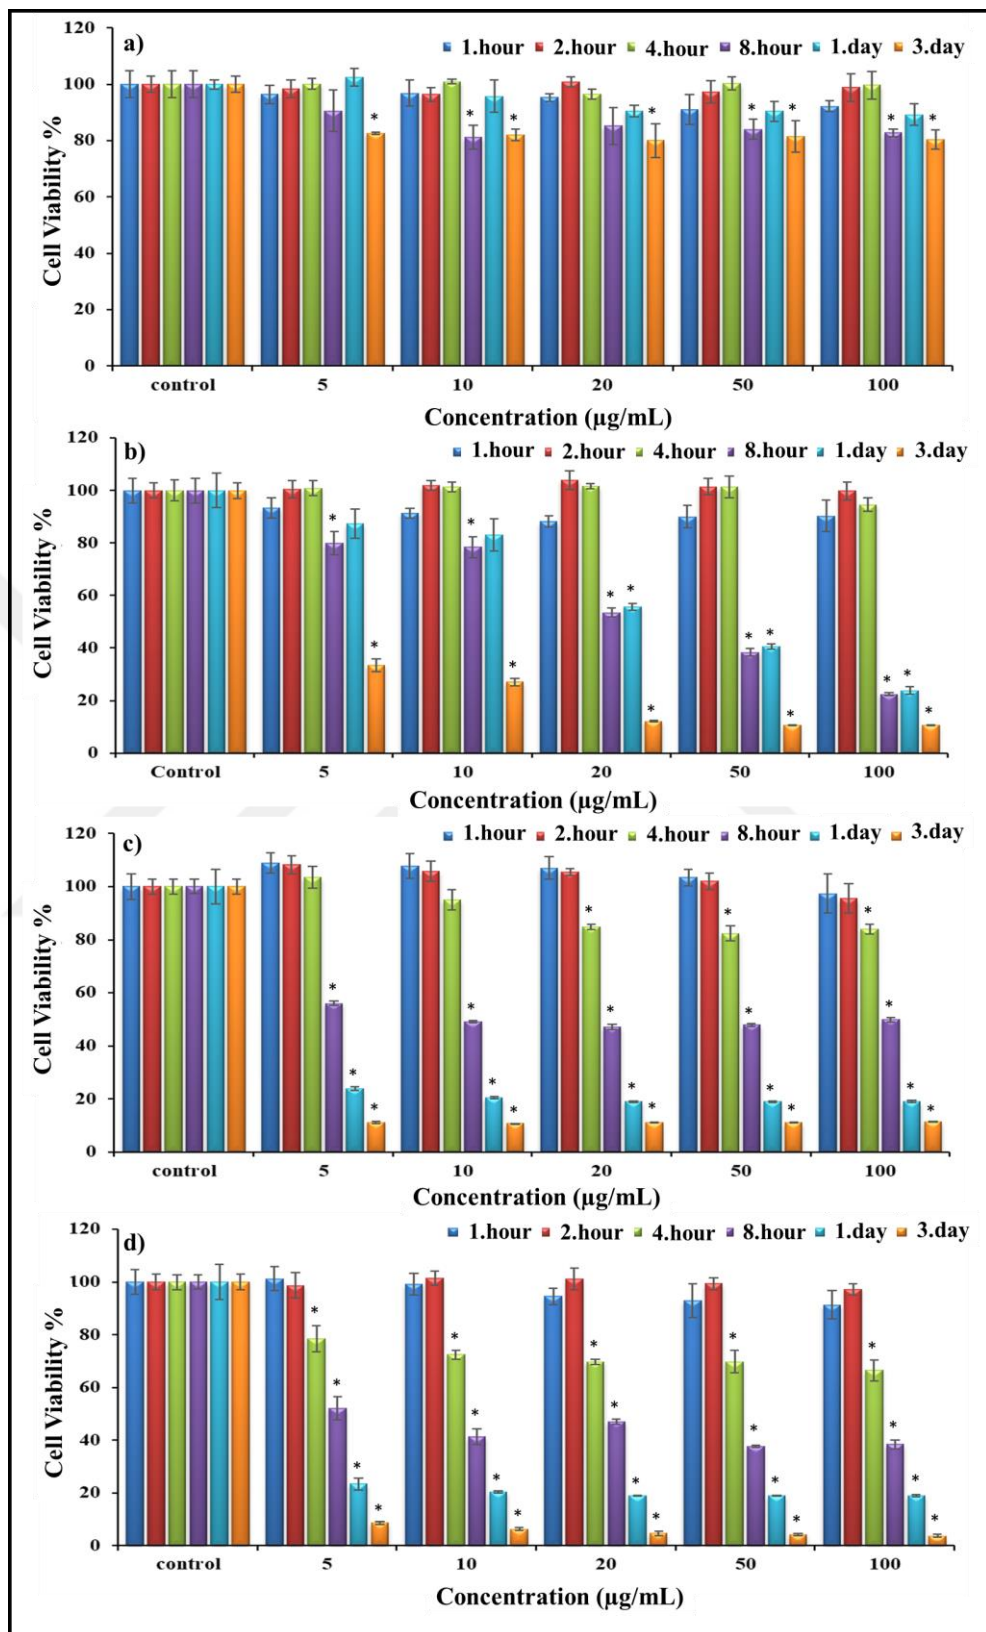 a)
1.hour 2.hour 4.hour 8.hour 1.day 3.day
Cell Viability %
120
100
80
60
40
20
0
* * * * * * * *
control 5 10 20 50 100
Concentration (µg/mL)
b)
1.hour 2.hour 4.hour 8.hour 1.day 3.day
Cell Viability %
120
100
80
60
40
20
0
* * * * * * * * * * * * *
Control 5 10 20 50 100
Concentration (µg/mL)
c)
1.hour 2.hour 4.hour 8.hour 1.day 3.day
Cell Viability %
120
100
80
60
40
20
0
* * * * * * * * * * * * * * * * * *
control 5 10 20 50 100
Concentration (µg/mL)
d)
1.hour 2.hour 4.hour 8.hour 1.day 3.day
Cell Viability %
120
100
80
60
40
20
0
* * * * * * * * * * * * * * * * * * * *
control 5 10 20 50 100
Concentration (µg/mL)